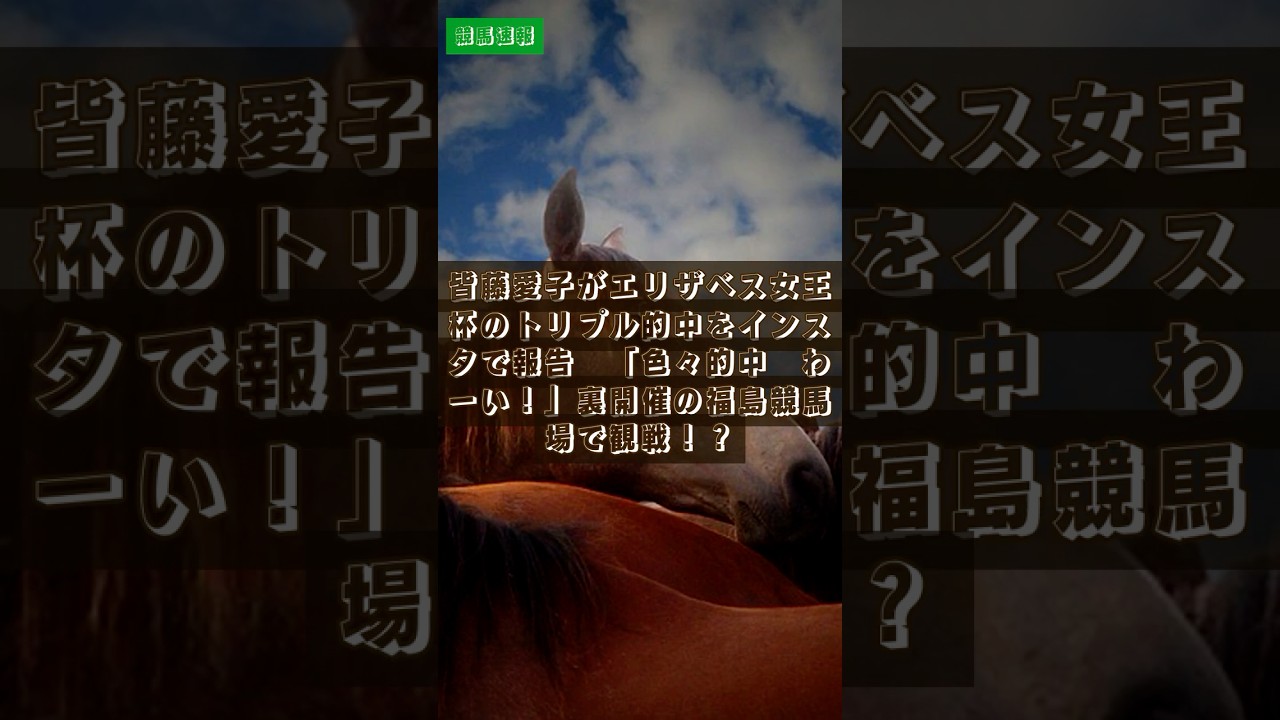 競馬速報
皆藤愛子がエリザベス女王
杯のトリプル的中をインス
タで報告　「色々的中　わ
ーい！」裏開催の福島競馬
場で観戦！？